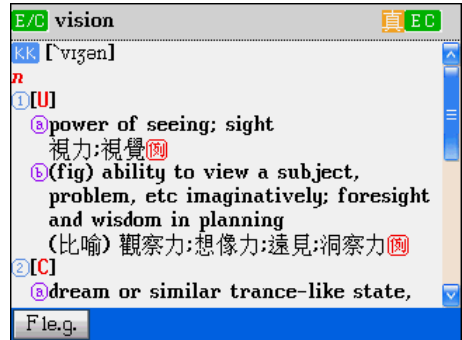 E/C vision 真 EC
KK [ˋvɪʒən]
n
①[U]
ⓐpower of seeing; sight
視力;視覺例
ⓑ(fig) ability to view a subject,
problem, etc imaginatively; foresight
and wisdom in planning
(比喻) 觀察力;想像力;遠見;洞察力例
②[C]
ⓐdream or similar trance-like state,
F1e.g.